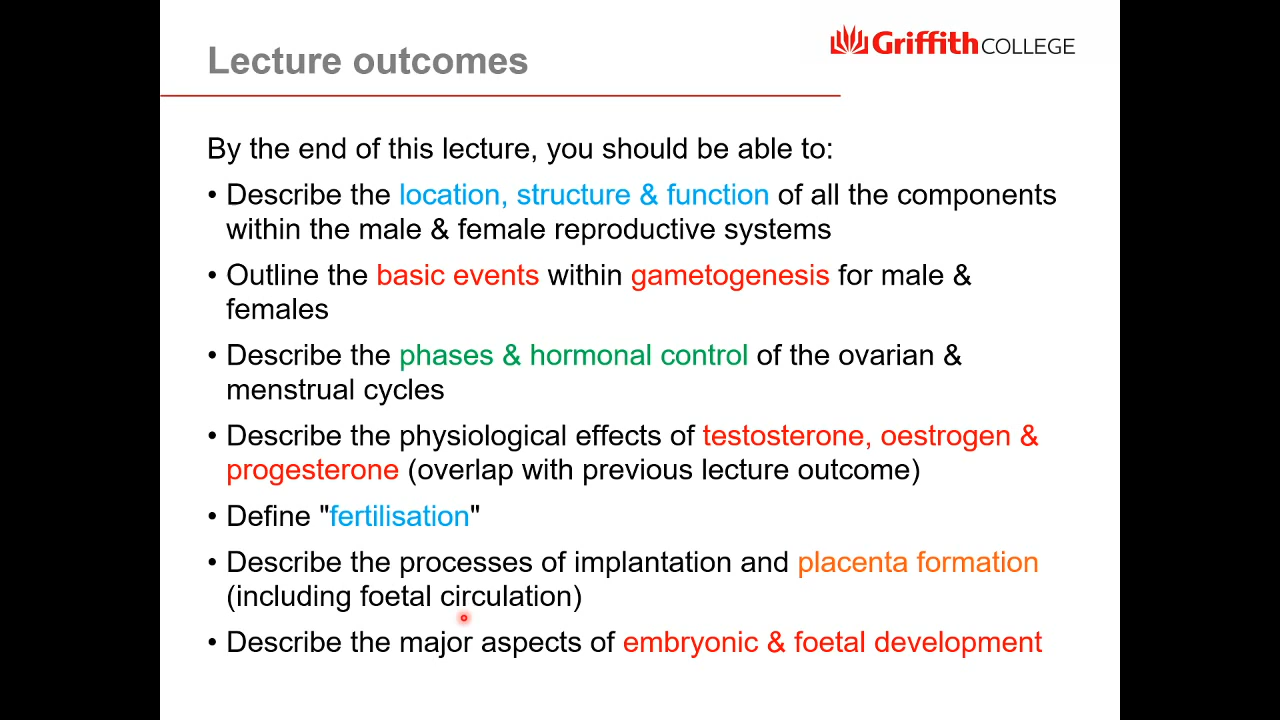 Lecture outcomes
Griffith COLLEGE
By the end of this lecture, you should be able to:
• Describe the location, structure & function of all the components
within the male & female reproductive systems
• Outline the basic events within gametogenesis for male &
females
• Describe the phases & hormonal control of the ovarian &
menstrual cycles
• Describe the physiological effects of testosterone, oestrogen &
progesterone (overlap with previous lecture outcome)
• Define "fertilisation"
• Describe the processes of implantation and placenta formation
(including foetal circulation)
• Describe the major aspects of embryonic & foetal development